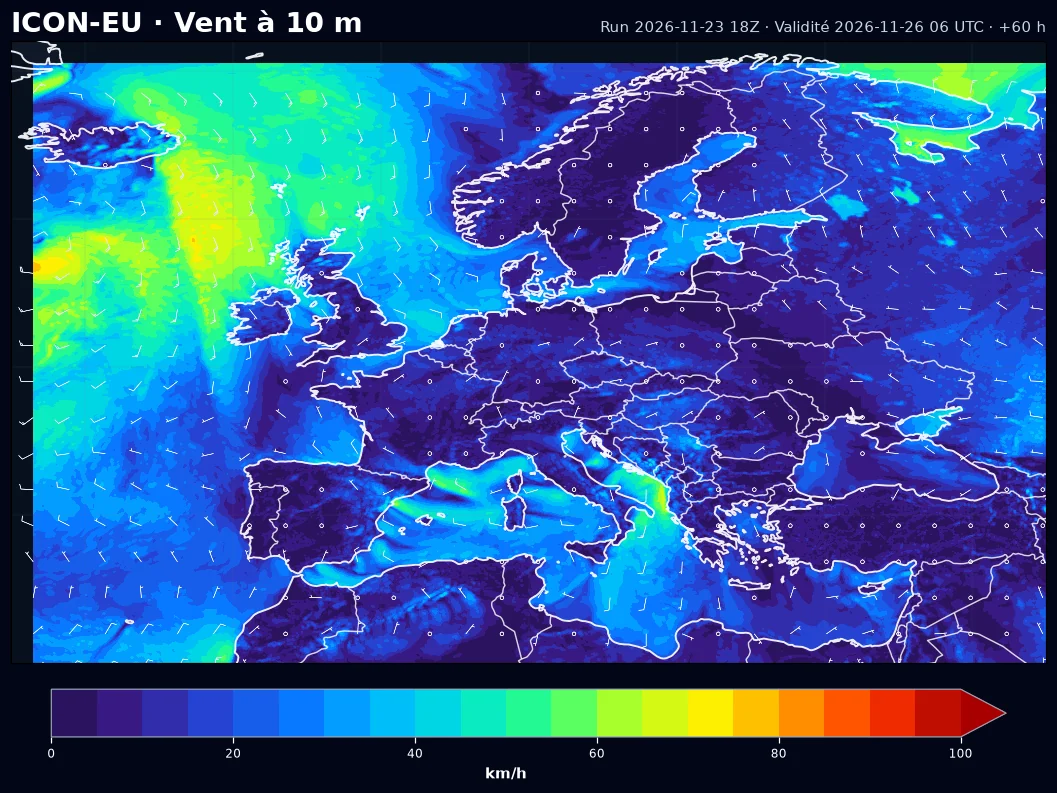 ICON-EU · Vent à 10 m
Run 2026-11-23 18Z · Validité 2026-11-26 06 UTC · +60 h
0 20 40 60 80 100
km/h